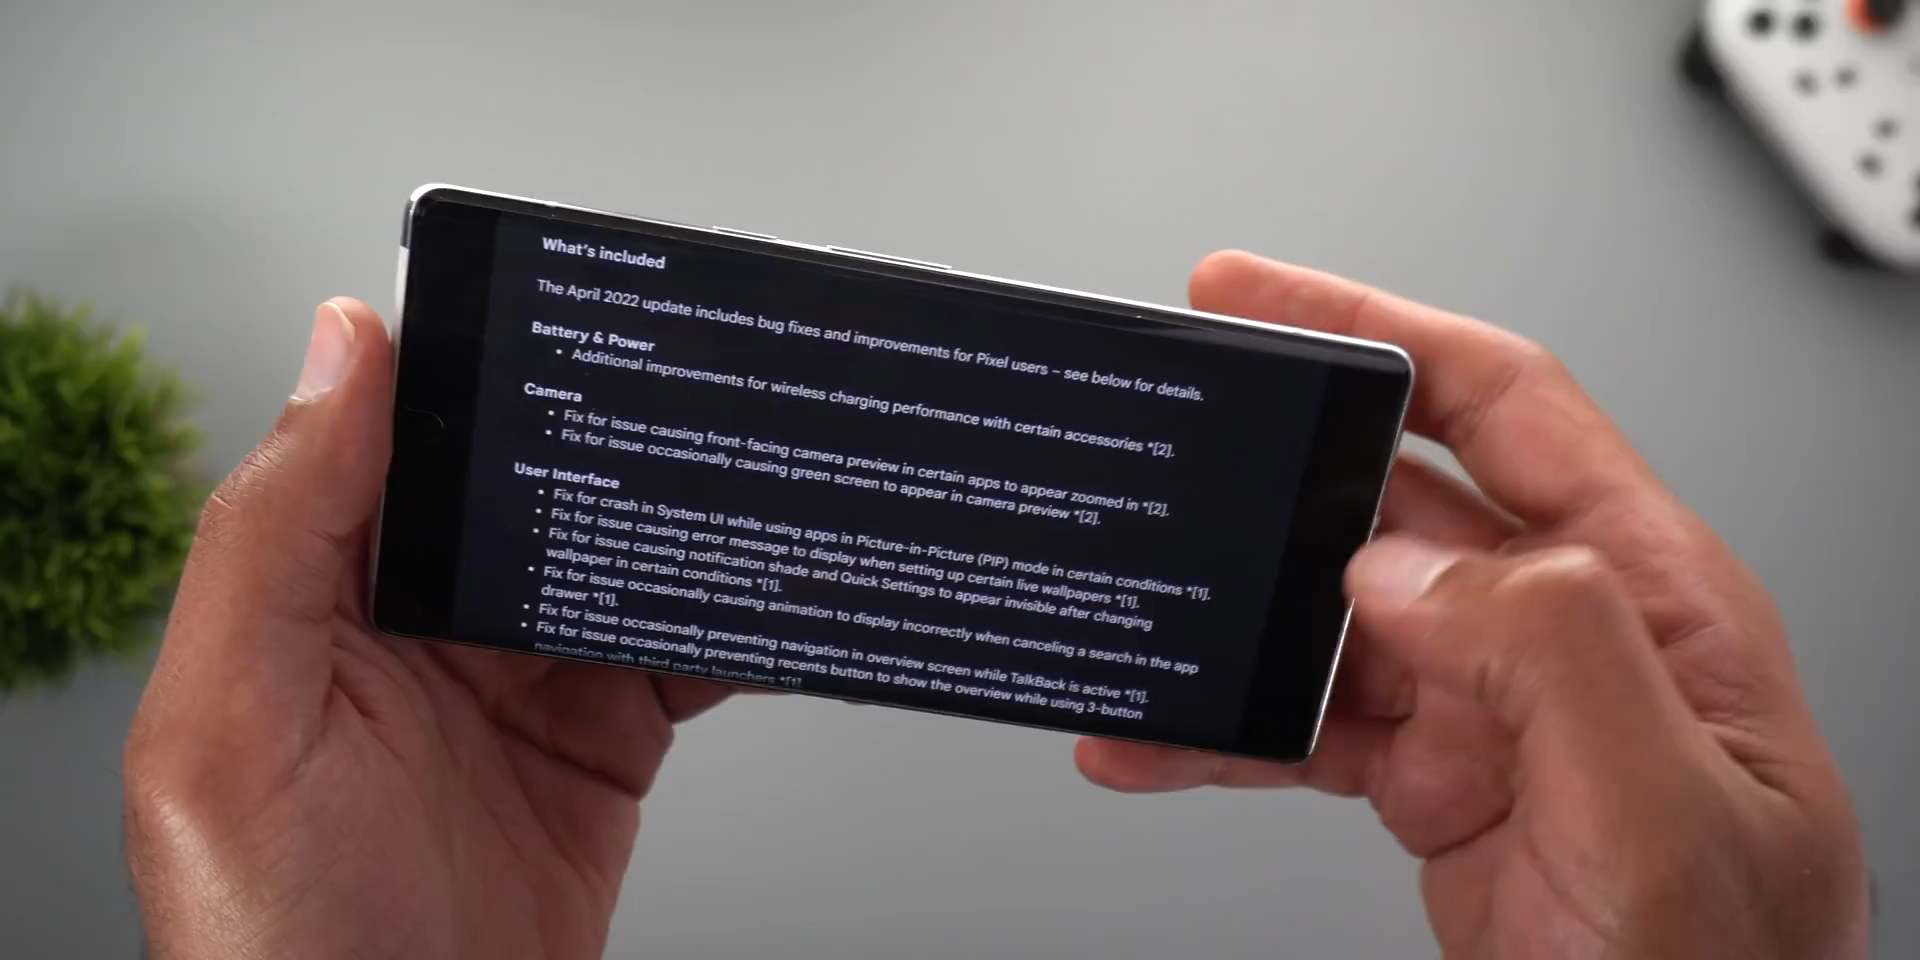 What's included
The April 2022 update includes bug fixes and improvements for Pixel users – see below for details.
Battery & Power
• Additional improvements for wireless charging performance with certain accessories *[2].
Camera
• Fix for issue causing front-facing camera preview in certain apps to appear zoomed in *[2].
• Fix for issue occasionally causing green screen to appear in camera preview *[2].
User Interface
• Fix for crash in System UI while using apps in Picture-in-Picture (PIP) mode in certain conditions *[1].
• Fix for issue causing error message to display when setting up certain live wallpapers *[1].
• Fix for issue causing notification shade and Quick Settings to appear invisible after changing
wallpaper in certain conditions *[1].
• Fix for issue occasionally causing animation to display incorrectly when canceling a search in the app
drawer *[1].
• Fix for issue occasionally preventing navigation in overview screen while TalkBack is active *[1].
• Fix for issue occasionally preventing recents button to show the overview while using 3-button
navigation with third party launchers *[1]